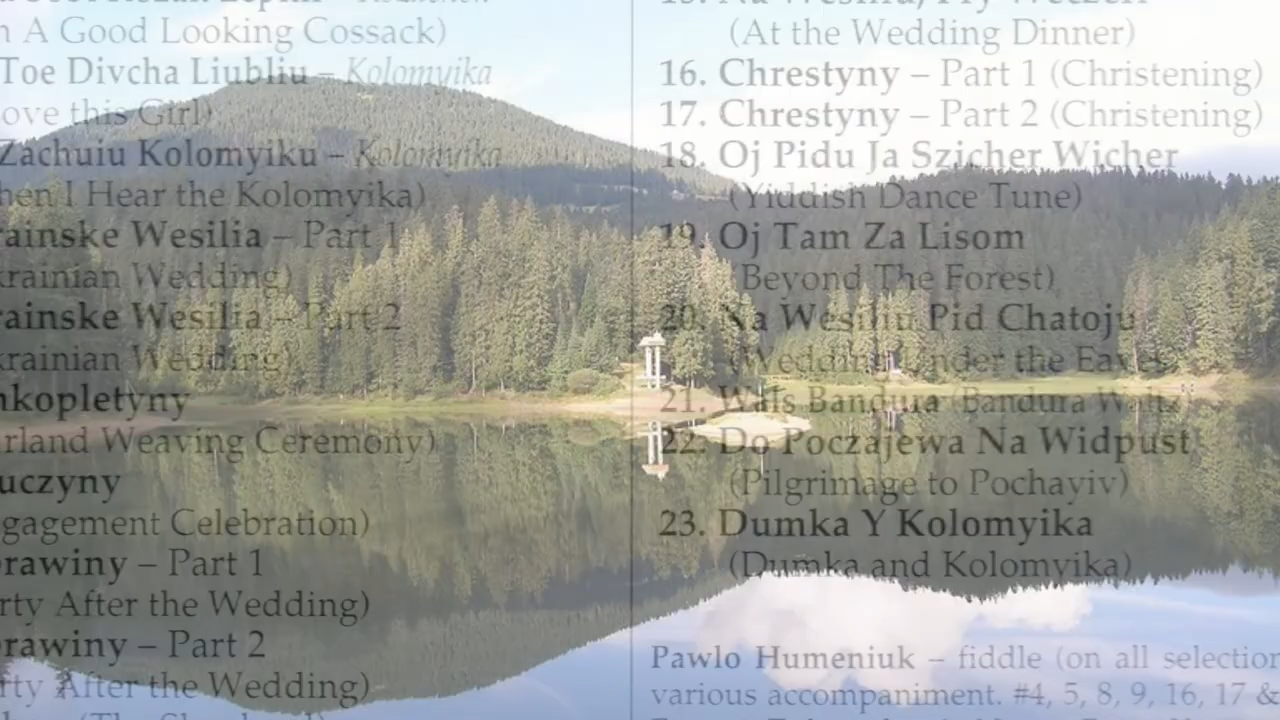 A Good Looking Cossack)
Toe Divcha Liubliu – Kolomyika
ove this Girl)
Zachuiu Kolomyiku – Kolomyika
hen I Hear the Kolomyika)
rainske Wesilia – Part 1
krainian Wedding)
rainske Wesilia – Part 2
krainian Wedding)
nkopletyny
arland Weaving Ceremony)
uczyny
gagement Celebration)
rawiny – Part 1
rty After the Wedding)
rawiny – Part 2
rty After the Wedding)
(At the Wedding Dinner)
16. Chrestyny – Part 1 (Christening)
17. Chrestyny – Part 2 (Christening)
18. Oj Pidu Ja Szicher Wicher
(Yiddish Dance Tune)
19. Oj Tam Za Lisom
(Beyond The Forest)
20. Na Wesiliu Pid Chatoju
(Wedding Under the Eaves
21. Wals Bandura (Bandura Waltz
22. Do Poczajewa Na Widpust
(Pilgrimage to Pochayiv)
23. Dumka Y Kolomyika
(Dumka and Kolomyika)
Pawlo Humeniuk – fiddle (on all selection
various accompaniment. #4, 5, 8, 9, 16, 17 &